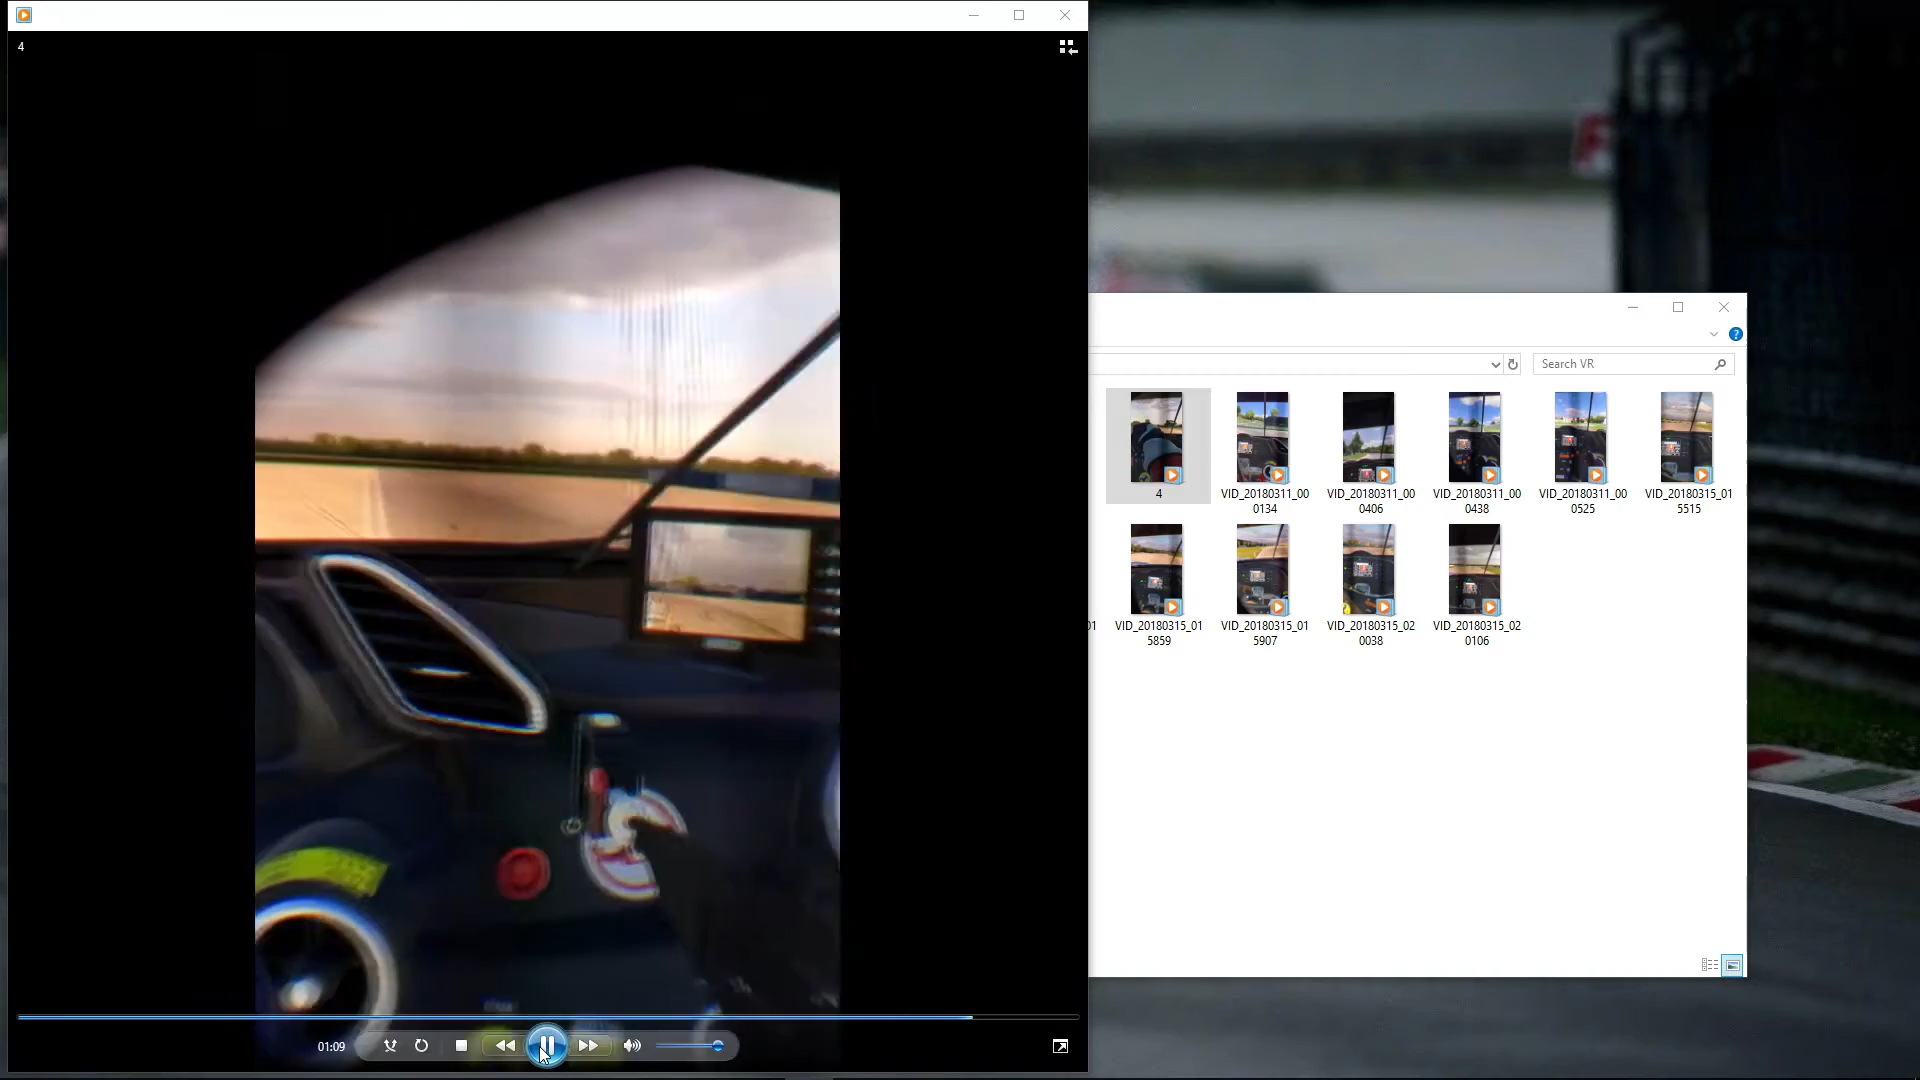 4
Search VR
4
VID_20180311_00
0134
VID_20180311_00
0406
VID_20180311_00
0438
VID_20180311_00
0525
VID_20180315_01
5515
01
VID_20180315_01
5859
VID_20180315_01
5907
VID_20180315_02
0038
VID_20180315_02
0106
01:09